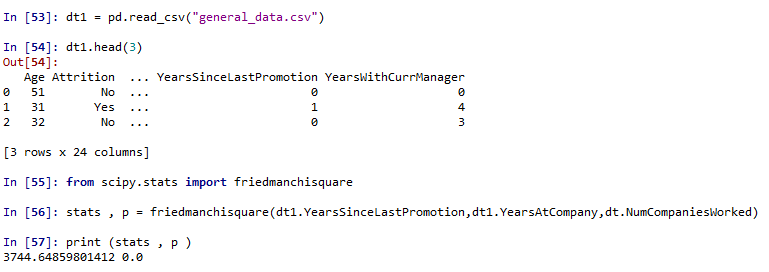 In [53]: dt1 = pd.read_csv("general_data.csv")
In [54]: dt1.head(3)
Out[54]:
   Age Attrition  ... YearsSinceLastPromotion YearsWithCurrManager
0   51        No  ...                       0                    0
1   31       Yes  ...                       1                    4
2   32        No  ...                       0                    3
[3 rows x 24 columns]
In [55]: from scipy.stats import friedmanchisquare
In [56]: stats , p = friedmanchisquare(dt1.YearsSinceLastPromotion,dt1.YearsAtCompany,dt.NumCompaniesWorked)
In [57]: print (stats , p )
3744.64859801412 0.0